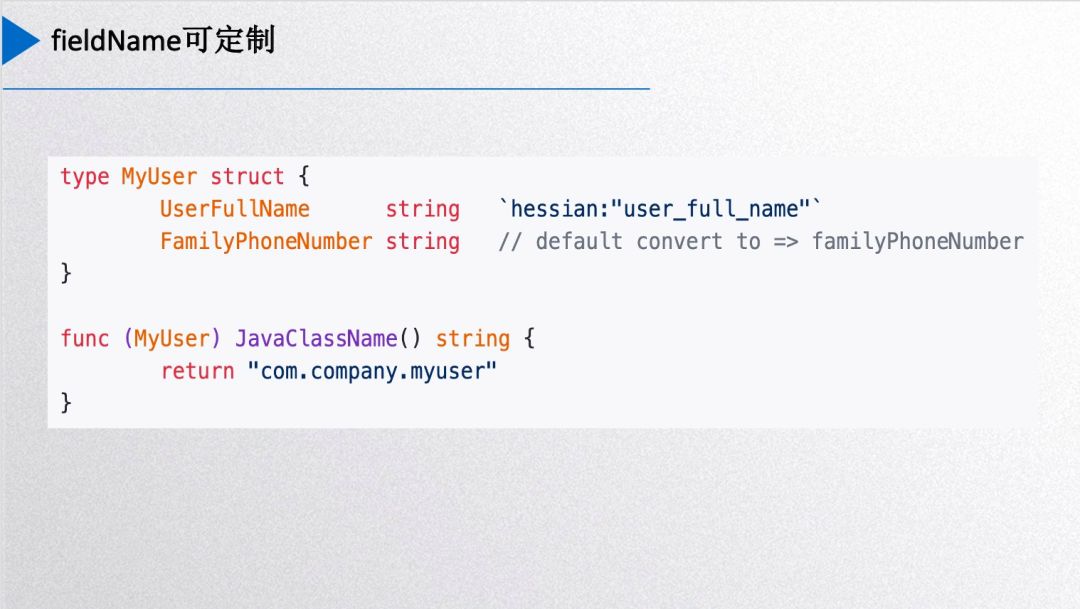 fieldName可定制
type MyUser struct {
        UserFullName      string   `hessian:"user_full_name"`
        FamilyPhoneNumber string   // default convert to => familyPhoneNumber
}
func (MyUser) JavaClassName() string {
        return "com.company.myuser"
}